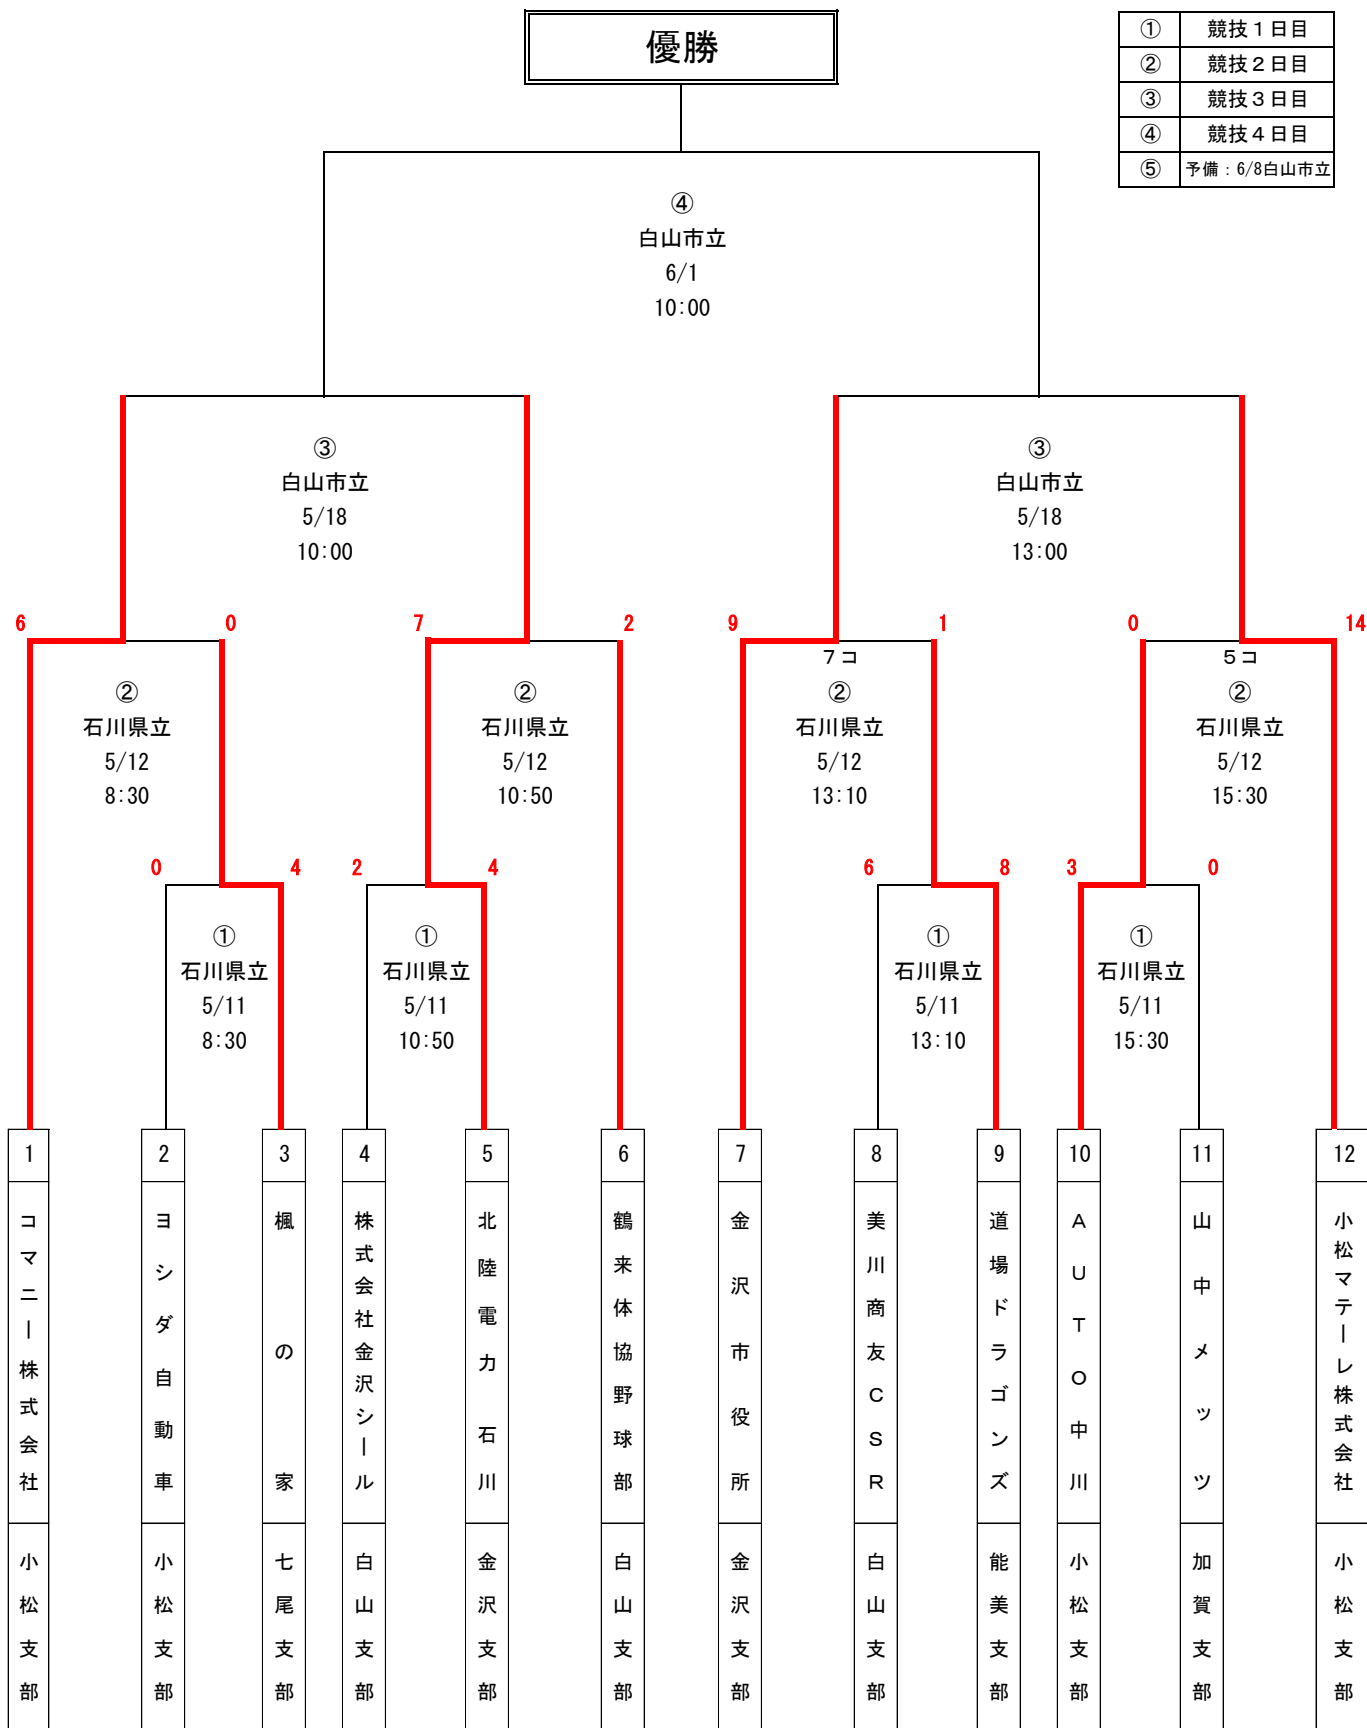 優勝
① 競技１日目
② 競技２日目
③ 競技３日目
④ 競技４日目
⑤ 予備：6/8白山市立
④
白山市立
6/1
10:00
③
白山市立
5/18
10:00
③
白山市立
5/18
13:00
6 0 7 2 9 1 0 14
７コ
５コ
②
石川県立
5/12
8:30
②
石川県立
5/12
10:50
②
石川県立
5/12
13:10
②
石川県立
5/12
15:30
0 4 2 4 6 8 3 0
①
石川県立
5/11
8:30
①
石川県立
5/11
10:50
①
石川県立
5/11
13:10
①
石川県立
5/11
15:30
1
コマニー株式会社
小松支部
2
ヨシダ自動車
小松支部
3
楓の家
七尾支部
4
株式会社金沢シール
白山支部
5
北陸電力 石川
金沢支部
6
鶴来体協野球部
白山支部
7
金沢市役所
金沢支部
8
美川商友ＣＳＲ
白山支部
9
道場ドラゴンズ
能美支部
10
ＡＵＴＯ中川
小松支部
11
山中メッツ
加賀支部
12
小松マテーレ株式会社
小松支部